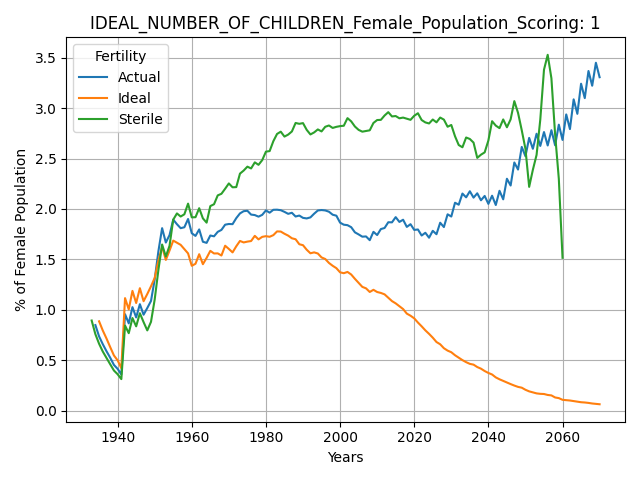 IDEAL_NUMBER_OF_CHILDREN_Female_Population_Scoring: 1
Fertility
Actual
Ideal
Sterile
% of Female Population
3.5
3.0
2.5
2.0
1.5
1.0
0.5
0.0
1940 1960 1980 2000 2020 2040 2060
Years